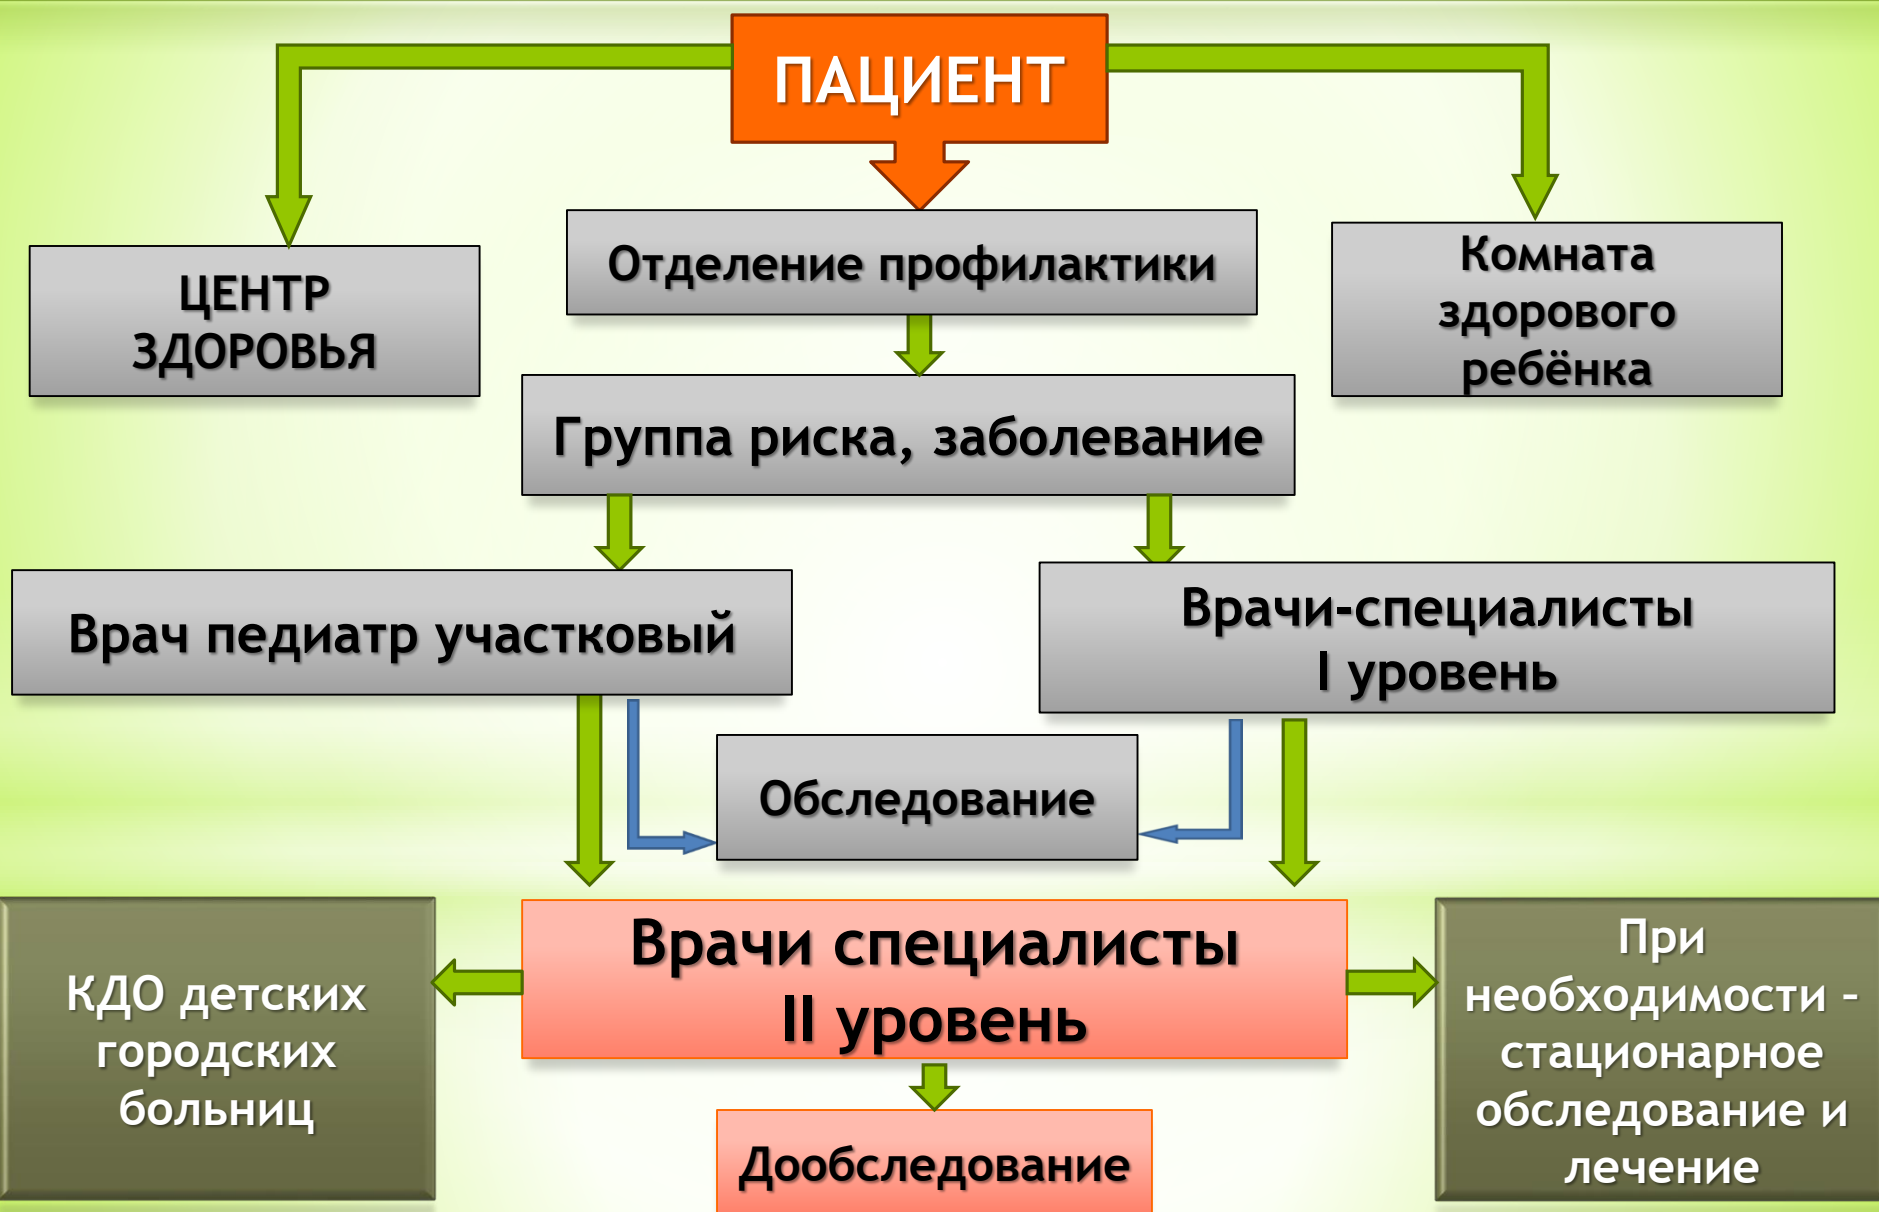 ПАЦИЕНТ
ЦЕНТР
ЗДОРОВЬЯ
Отделение профилактики
Комната
здорового
ребёнка
Группа риска, заболевание
Врач педиатр участковый
Врачи-специалисты
I уровень
Обследование
КДО детских
городских
больниц
Врачи специалисты
II уровень
При
необходимости –
стационарное
обследование и
лечение
Дообследование